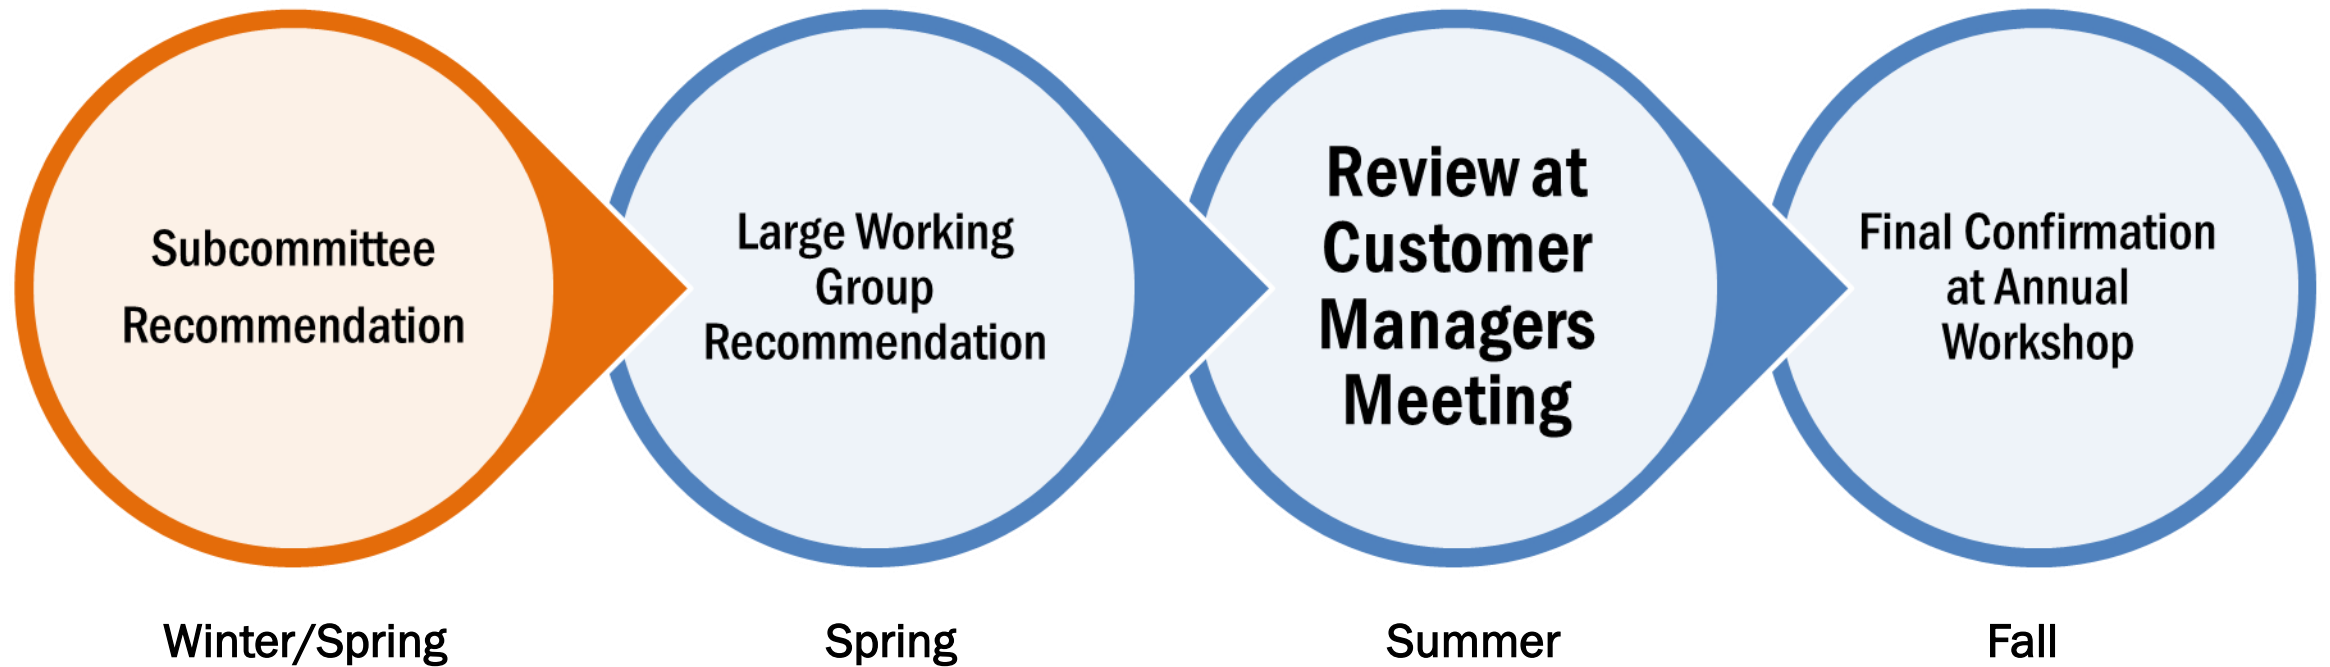 Subcommittee
Recommendation
Large Working
Group
Recommendation
Review at
Customer
Managers
Meeting
Final Confirmation
at Annual
Workshop
Winter/Spring
Spring
Summer
Fall